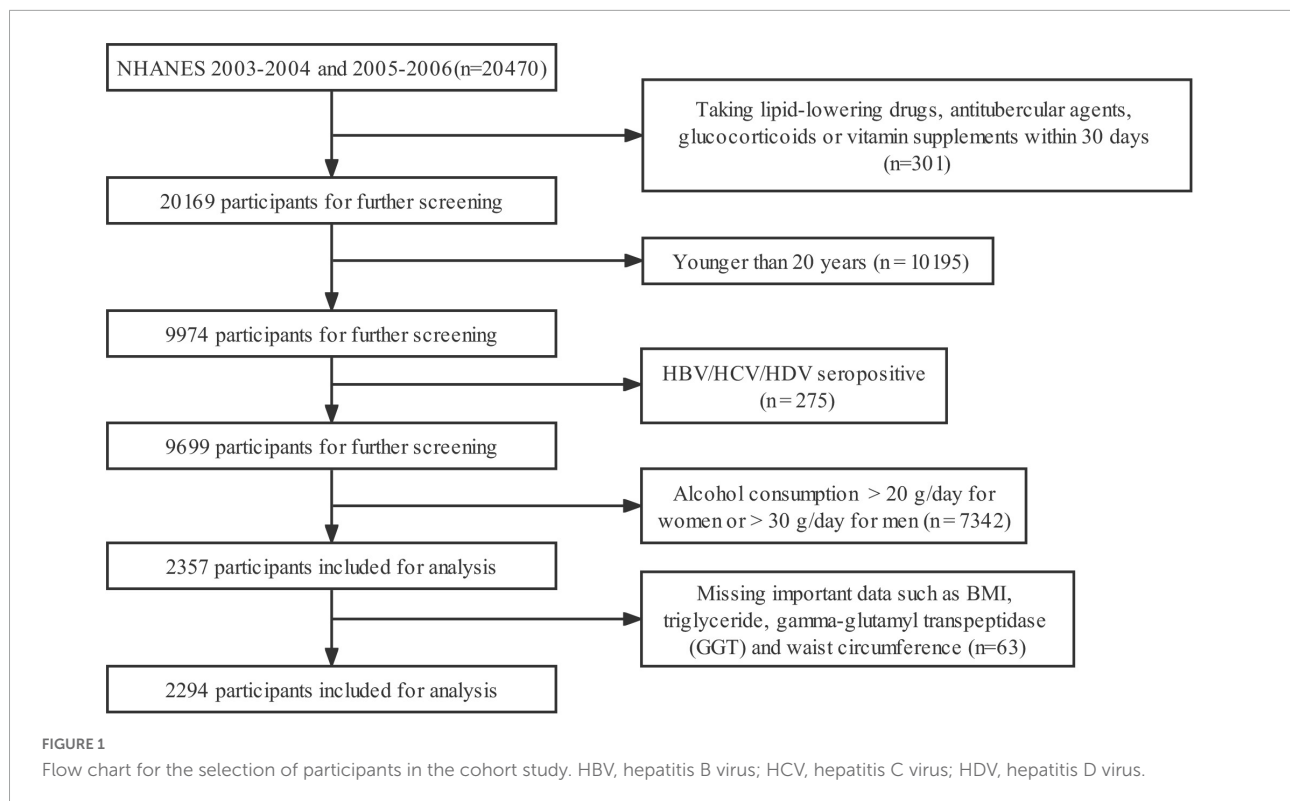 NHANES 2003-2004 and 2005-2006(n=20470)
Taking lipid-lowering drugs, antitubercular agents,
glucocorticoids or vitamin supplements within 30 days
(n=301)
20169 participants for further screening
Younger than 20 years (n = 10195)
9974 participants for further screening
HBV/HCV/HDV seropositive
(n = 275)
9699 participants for further screening
Alcohol consumption > 20 g/day for
women or > 30 g/day for men (n = 7342)
2357 participants included for analysis
Missing important data such as BMI,
triglyceride, gamma-glutamyl transpeptidase
(GGT) and waist circumference (n=63)
2294 participants included for analysis
FIGURE 1
Flow chart for the selection of participants in the cohort study. HBV, hepatitis B virus; HCV, hepatitis C virus; HDV, hepatitis D virus.